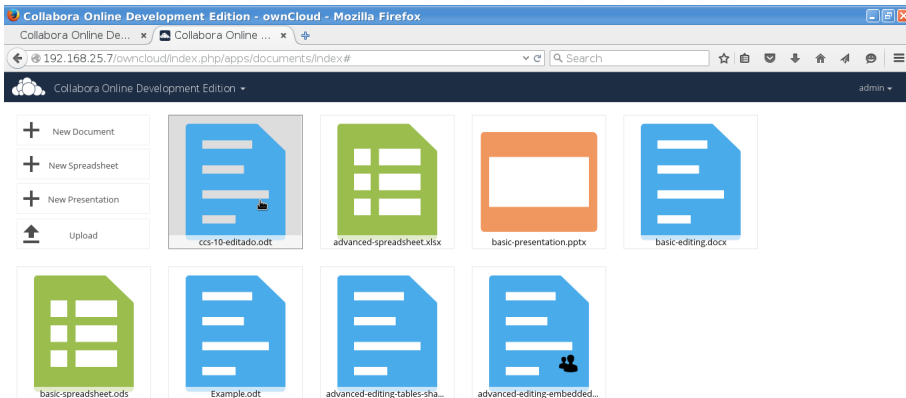 Collabora Online Development Edition - ownCloud - Mozilla Firefox
Collabora Online De... × Collabora Online ... ×
192.168.25.7/owncloud/index.php/apps/documents/index# Search
Collabora Online Development Edition admin
New Document
New Spreadsheet
New Presentation
Upload
ccs-10-editado.odt advanced-spreadsheet.xlsx basic-presentation.pptx basic-editing.docx
basic-spreadsheet.ods Example.odt advanced-editing-tables-sha... advanced-editing-embedded...